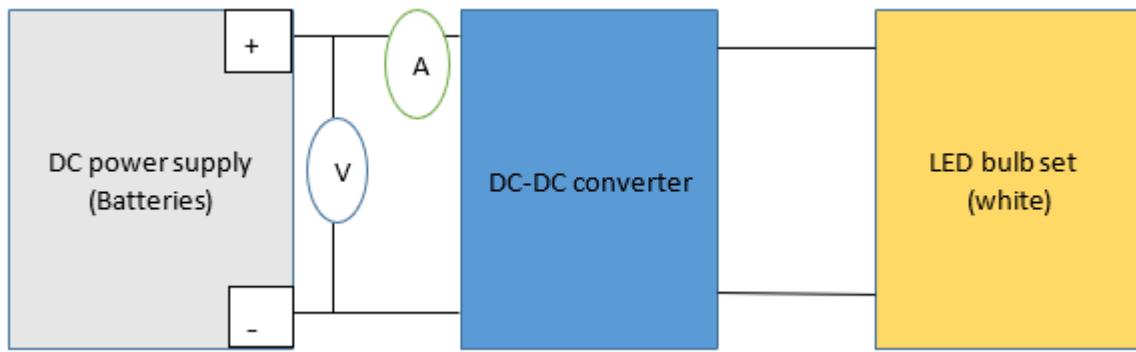 +
A
DC power supply
(Batteries)
V
DC-DC converter
LED bulb set
(white)
-